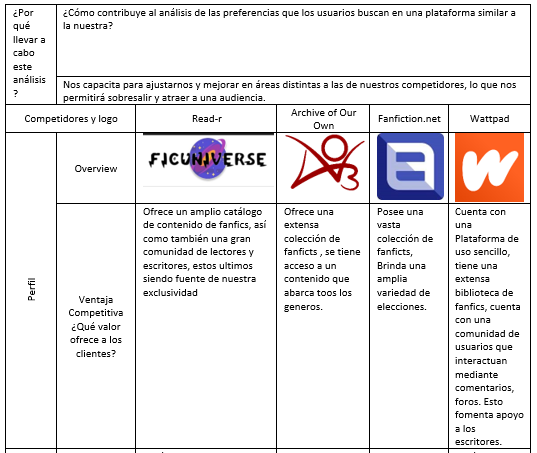 ¿Por
qué
llevar a
cabo
este
análisis
?
¿Cómo contribuye al análisis de las preferencias que los usuarios buscan en una plataforma similar a
la nuestra?
Nos capacita para ajustarnos y mejorar en áreas distintas a las de nuestros competidores, lo que nos
permitirá sobresalir y atraer a una audiencia.
Competidores y logo
Read-r
Archive of Our
Own
Fanfiction.net
Wattpad
Perfil
Overview
FICUNIVERSE
Ventaja
Competitiva
¿Qué valor
ofrece a los
clientes?
Ofrece un amplio catálogo
de contenido de fanfics, así
como también una gran
comunidad de lectores y
escritores, estos ultimos
siendo fuente de nuestra
exclusividad
Ofrece una
extensa
colección de
fanficts , se tiene
acceso a un
contenido que
abarca toos los
generos.
Posee una
vasta
colección de
fanficts,
Brinda una
amplia
variedad de
elecciones.
Cuenta con
una
Plataforma de
uso sencillo,
tiene una
extensa
biblioteca de
fanfics, cuenta
con una
comunidad de
usuarios que
interactuan
mediante
comentarios,
foros. Esto
fomenta apoyo
a los
escritores.